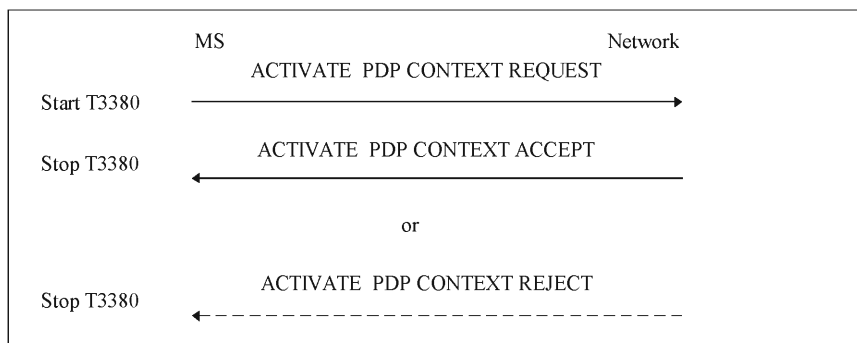 MS Network
ACTIVATE PDP CONTEXT REQUEST
Start T3380
ACTIVATE PDP CONTEXT ACCEPT
Stop T3380
or
ACTIVATE PDP CONTEXT REJECT
Stop T3380